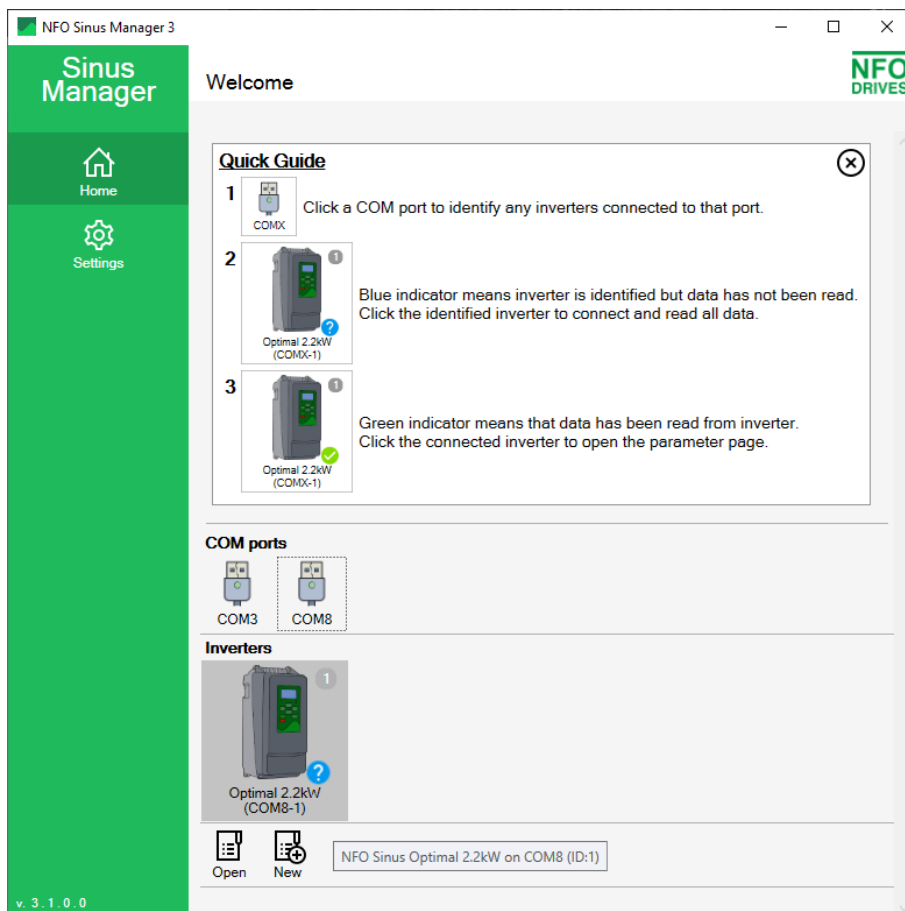 NFO Sinus Manager 3
Sinus
Manager
Welcome
NFO
DRIVES
Home
Settings
Quick Guide
1
COMX
Click a COM port to identify any inverters connected to that port.
2
1
Optimal 2.2kW
(COMX-1)
Blue indicator means inverter is identified but data has not been read.
Click the identified inverter to connect and read all data.
3
1
Optimal 2.2kW
(COMX-1)
Green indicator means that data has been read from inverter.
Click the connected inverter to open the parameter page.
COM ports
COM3
COM8
Inverters
1
Optimal 2.2kW
(COM8-1)
Open
New
NFO Sinus Optimal 2.2kW on COM8 (ID:1)
v. 3.1.0.0